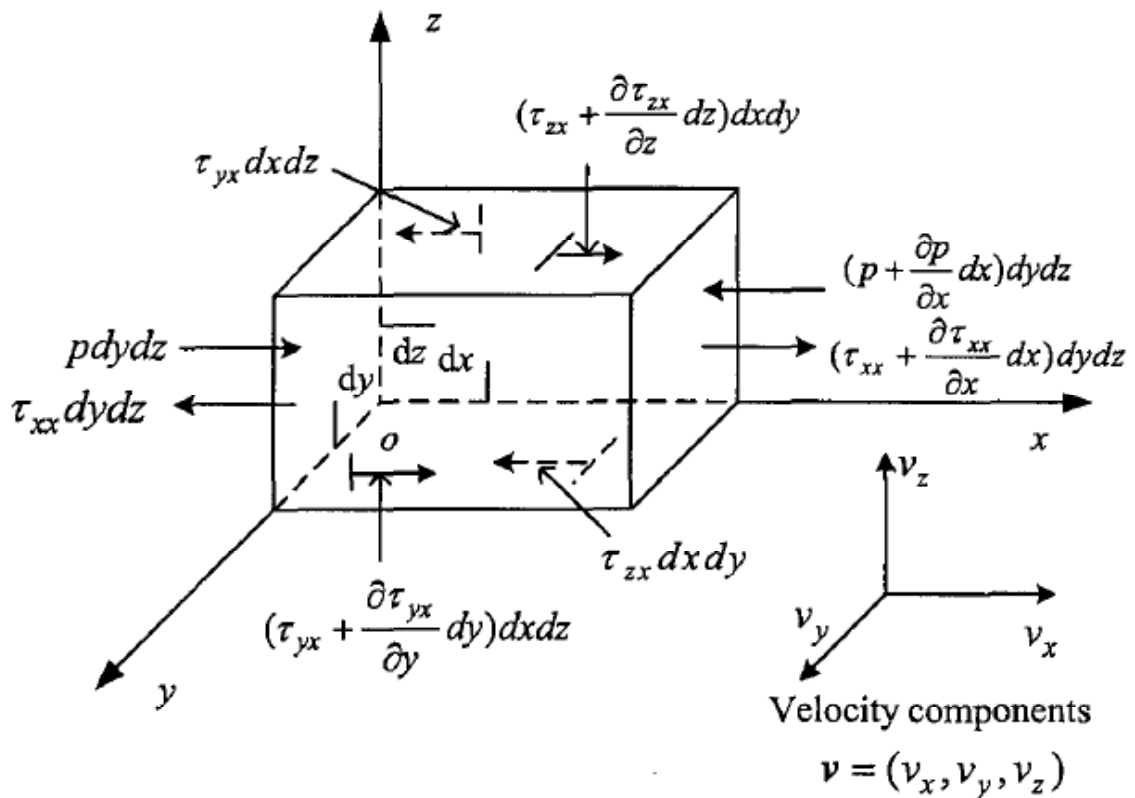 z
(τ_zx + ∂τ_zx/∂z dz)dxdy
τ_yx dxdz
(p + ∂p/∂x dx)dydz
pdydz
dz
dx
(τ_xx + ∂τ_xx/∂x dx)dydz
dy
τ_xx dydz
o
x
v_z
τ_zx dxdy
(τ_yx + ∂τ_yx/∂y dy)dxdz
v_y
v_x
y
Velocity components
v = (v_x, v_y, v_z)